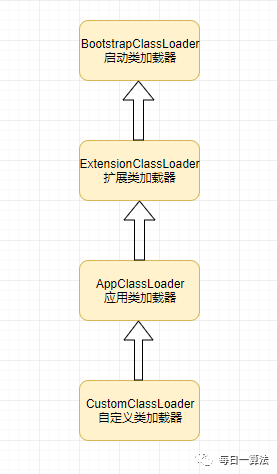 BootstrapClassLoader
启动类加载器
ExtensionClassLoader
扩展类加载器
AppClassLoader
应用类加载器
CustomClassLoader
自定义类加载器
每日一算法